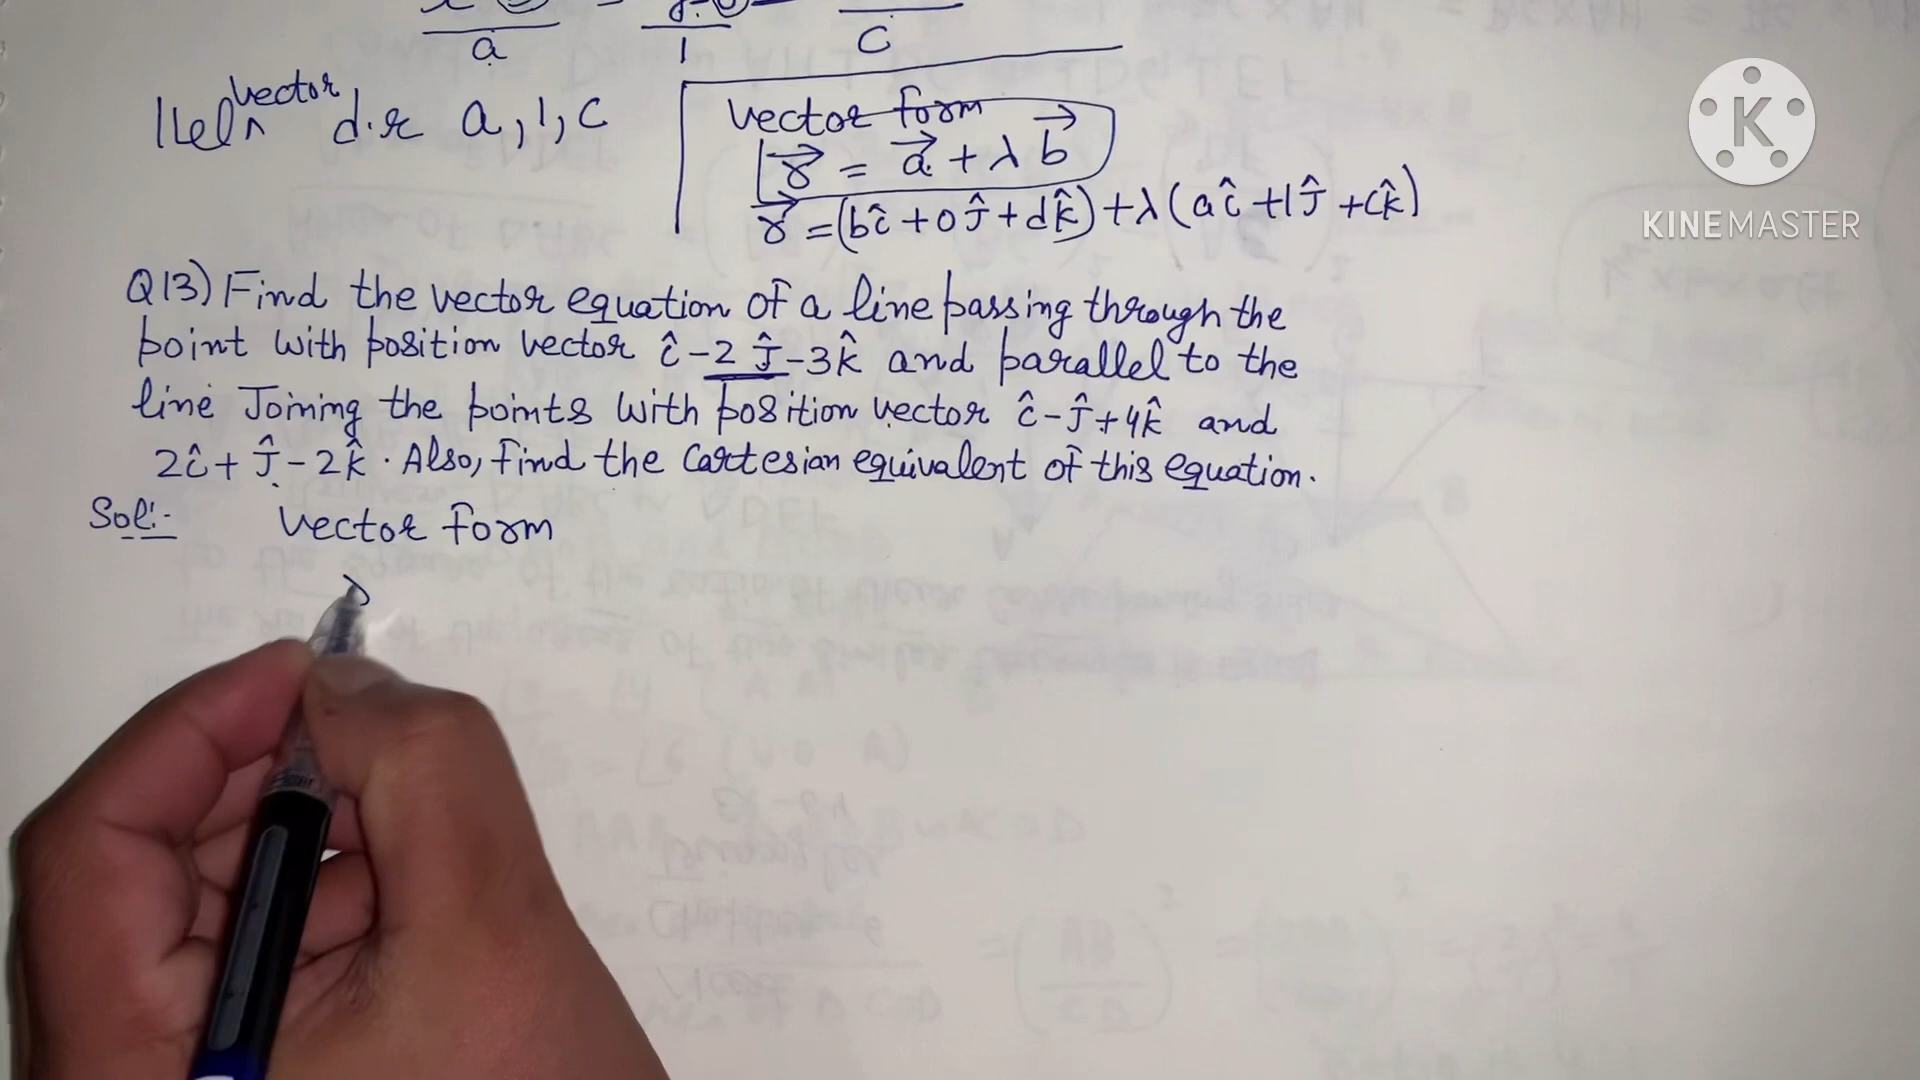 a 1 c
||el vector d.r a, 1, c
vector form
r⃗ = a⃗ + λ b⃗
r⃗ = (bî + 0ĵ + dk̂) + λ (aî + 1ĵ + ck̂)
Q13) Find the vector equation of a line passing through the
point with position vector î - 2 ĵ - 3k̂ and parallel to the
line Joining the points with position vector î - ĵ + 4k̂ and
2î + ĵ - 2k̂. Also, find the cartesian equivalent of this equation.
Sol:- Vector form
K
KINEMASTER